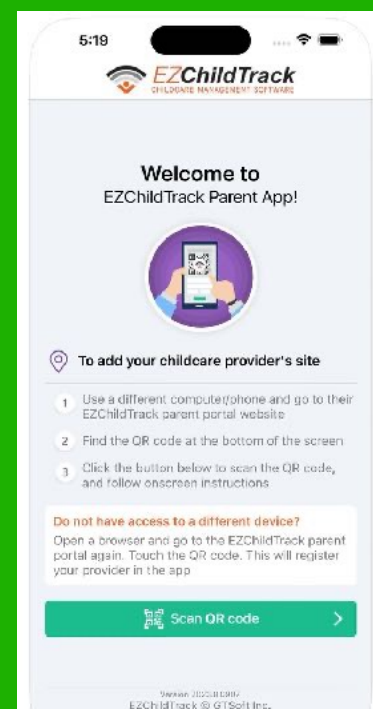 5:19
EZChildTrack
CHILDCARE MANAGEMENT SOFTWARE
Welcome to
EZChildTrack Parent App!
To add your childcare provider's site
1 Use a different computer/phone and go to their
EZChildTrack parent portal website
2 Find the QR code at the bottom of the screen
3 Click the button below to scan the QR code,
and follow onscreen instructions
Do not have access to a different device?
Open a browser and go to the EZChildTrack parent
portal again. Touch the QR code. This will register
your provider in the app
Scan QR code
Version
EZChildTrack © GTSoft Inc.